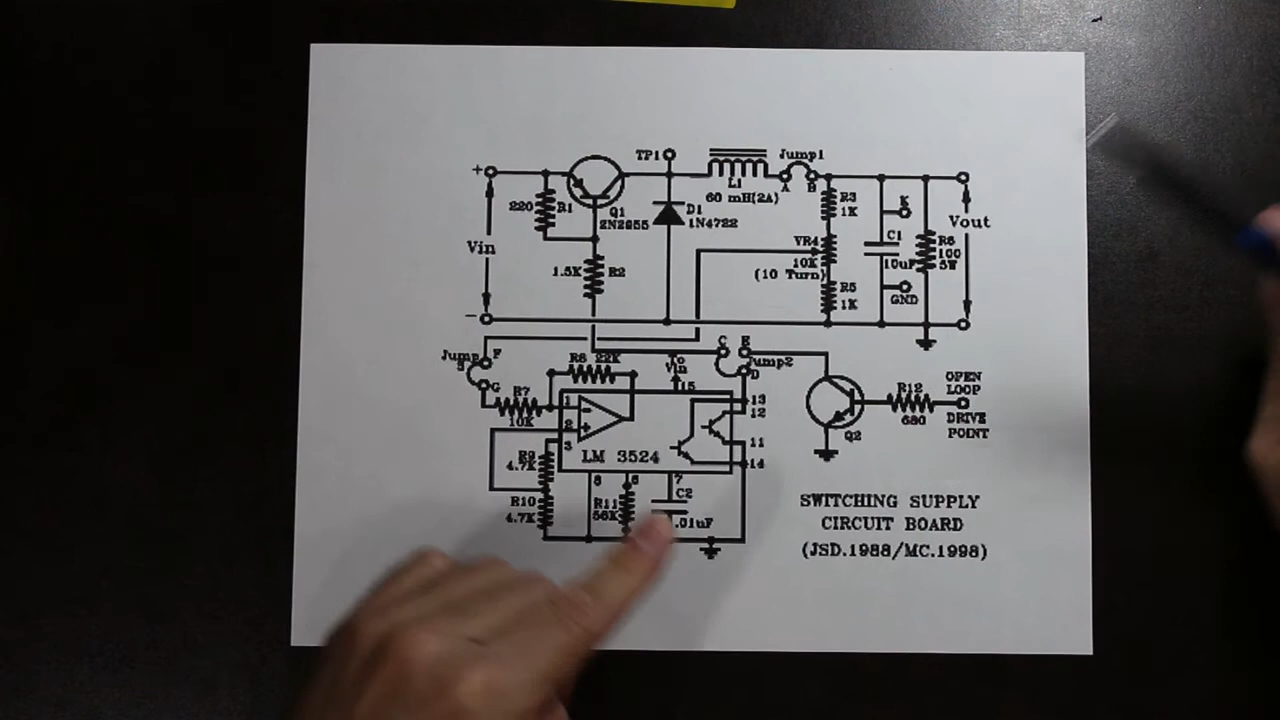 TP1
Jump1
+
220
R1
Q1
2N2955
D1
1N4722
L1
60 mH(2A)
A
B
R3
1K
K
Vin
1.5K
R2
VR4
10K
(10 Turn)
C1
10uF
R6
100
5W
Vout
R5
1K
GND
-
Jump
F
G
R8 22K
To
Vin
15
C
E
D
Jump2
R7
10K
1
-
2
+
3
13
12
11
14
LM 3524
R9
4.7K
R10
4.7K
8
6
7
R11
56K
C2
.01uF
Q2
R12
680
OPEN
LOOP
DRIVE
POINT
SWITCHING SUPPLY
CIRCUIT BOARD
(JSD.1988/MC.1998)